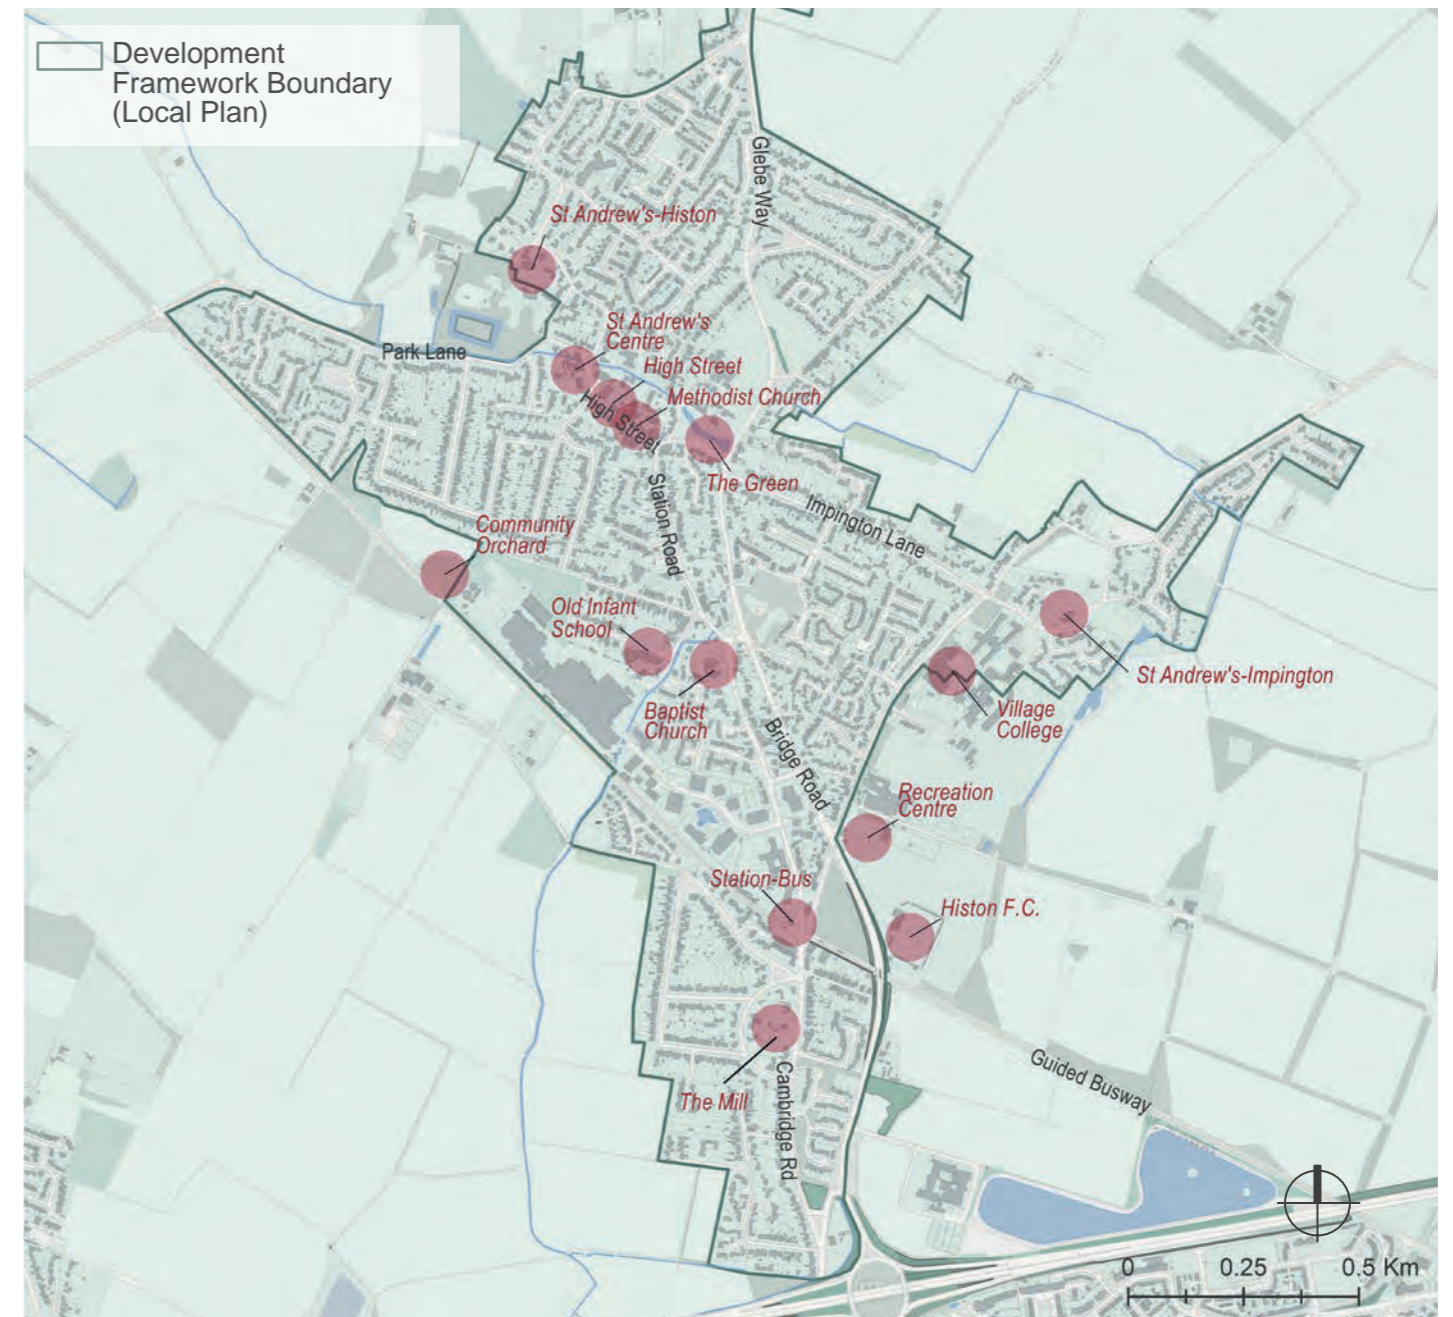 Development
Framework Boundary
(Local Plan)
Glebe Way
St Andrew's-Histon
St Andrew's
Centre
Park Lane
High Street
Methodist Church
High Street
The Green
Station Road
Impington Lane
Community
Orchard
Old Infant
School
St Andrew's-Impington
Baptist
Church
Village
College
Bridge Road
Recreation
Centre
Station-Bus
Histon F.C.
Guided Busway
The Mill
Cambridge Rd
0 0.25 0.5 Km